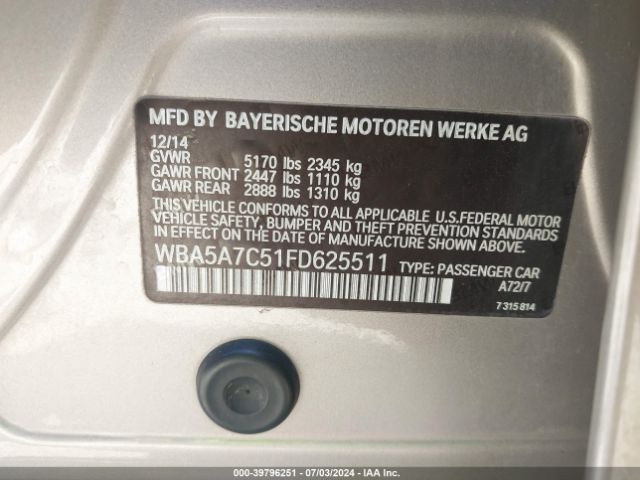 MFD BY BAYERISCHE MOTOREN WERKE AG
12/14
GVWR 5170 lbs 2345 kg
GAWR FRONT 2447 lbs 1110 kg
GAWR REAR 2888 lbs 1310 kg
THIS VEHICLE CONFORMS TO ALL APPLICABLE U.S.FEDERAL MOTOR
VEHICLE SAFETY, BUMPER AND THEFT PREVENTION STANDARDS
IN EFFECT ON THE DATE OF MANUFACTURE SHOWN ABOVE.
WBA5A7C51FD625511 TYPE: PASSENGER CAR
A72/7
7 315 814
000-39796251 - 07/03/2024 - IAA Inc.